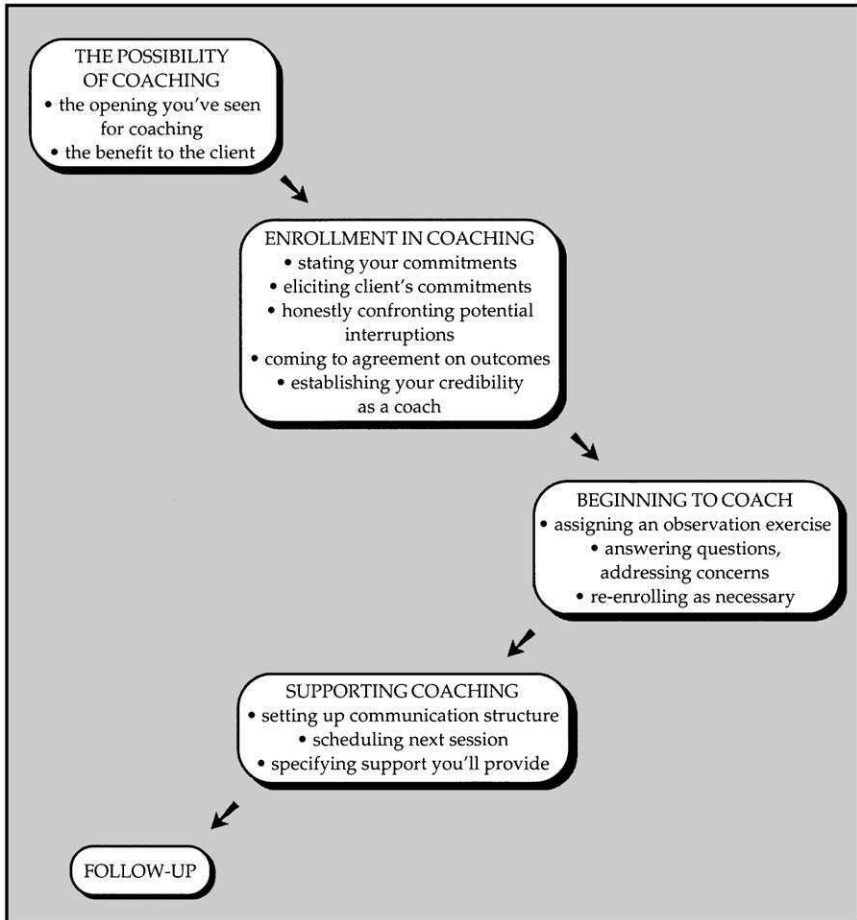 THE POSSIBILITY
OF COACHING
• the opening you've seen
for coaching
• the benefit to the client
ENROLLMENT IN COACHING
• stating your commitments
• eliciting client's commitments
• honestly confronting potential
interruptions
• coming to agreement on outcomes
• establishing your credibility
as a coach
BEGINNING TO COACH
• assigning an observation exercise
• answering questions,
addressing concerns
• re-enrolling as necessary
SUPPORTING COACHING
• setting up communication structure
• scheduling next session
• specifying support you'll provide
FOLLOW-UP